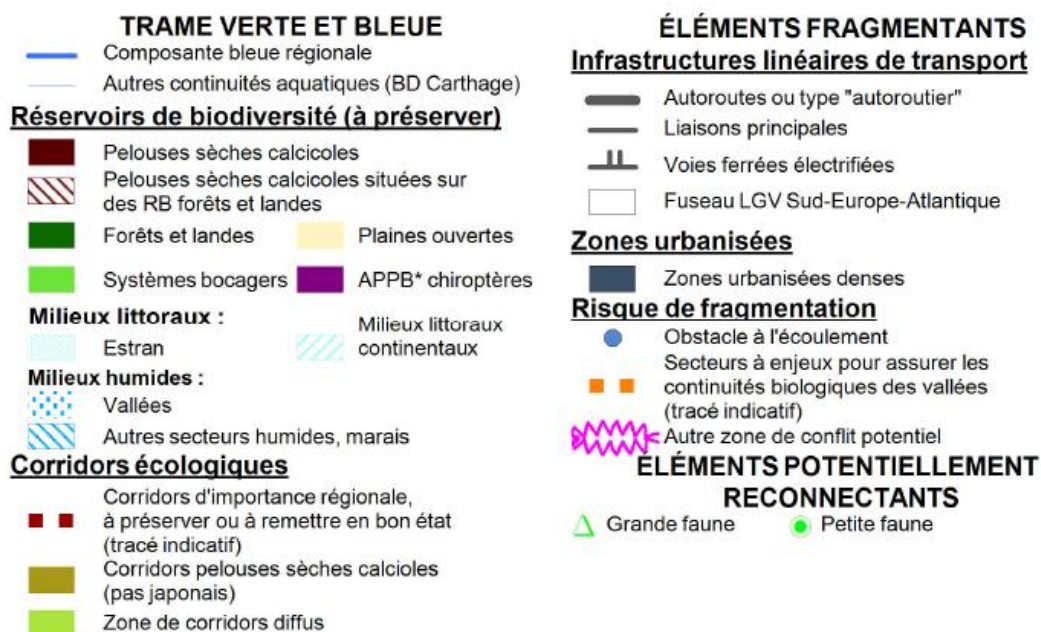 TRAME VERTE ET BLEUE
Composante bleue régionale
Autres continuités aquatiques (BD Carthage)
Réservoirs de biodiversité (à préserver)
Pelouses sèches calcicoles
Pelouses sèches calcicoles situées sur
des RB forêts et landes
Forêts et landes
Plaines ouvertes
Systèmes bocagers
APPB* chiroptères
Milieux littoraux :
Estran
Milieux littoraux
continentaux
Milieux humides :
Vallées
Autres secteurs humides, marais
Corridors écologiques
Corridors d'importance régionale,
à préserver ou à remettre en bon état
(tracé indicatif)
Corridors pelouses sèches calcioles
(pas japonais)
Zone de corridors diffus
ÉLÉMENTS FRAGMENTANTS
Infrastructures linéaires de transport
Autoroutes ou type "autoroutier"
Liaisons principales
Voies ferrées électrifiées
Fuseau LGV Sud-Europe-Atlantique
Zones urbanisées
Zones urbanisées denses
Risque de fragmentation
Obstacle à l'écoulement
Secteurs à enjeux pour assurer les
continuités biologiques des vallées
(tracé indicatif)
Autre zone de conflit potentiel
ÉLÉMENTS POTENTIELLEMENT
RECONNECTANTS
Grande faune
Petite faune